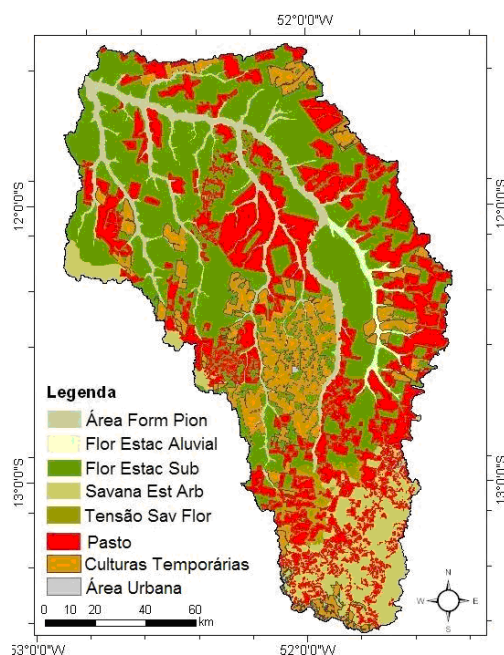 52°0'0"W
12°0'0"S
12°0'0"S
Legenda
Área Form Pion
Flor Estac Aluvial
Flor Estac Sub
Savana Est Arb
Tensão Sav Flor
Pasto
Culturas Temporárias
Área Urbana
0 10 20 40 60
km
13°0'0"S
13°0'0"S
N
W E
S
53°0'0"W 52°0'0"W